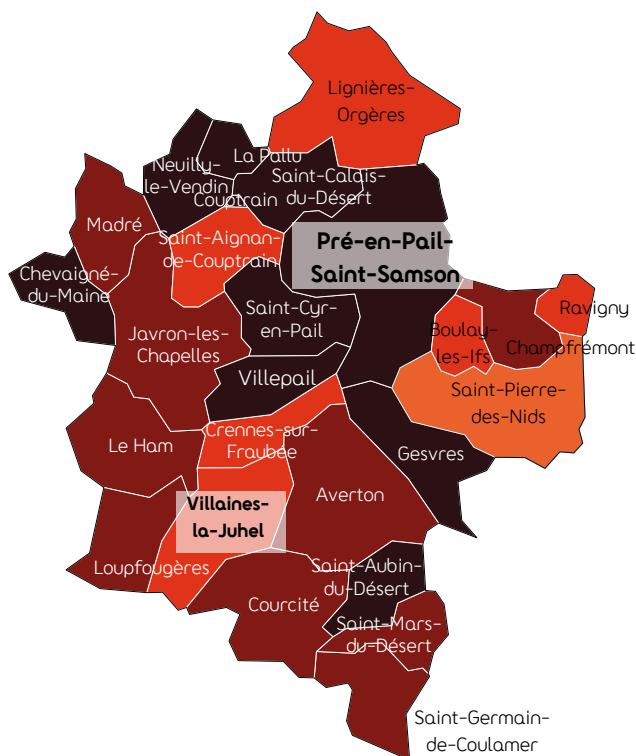 Lignières-
Orgères
La Pallu
Neuilly-
le-Vendin
Saint-Calais-
du-Désert
Couptrain
Madré
Saint-Aignan-
de-Couptrain
Pré-en-Pail-
Saint-Samson
Chevaigné-
du-Maine
Saint-Cyr-
en-Pail
Ravigny
Boulay-
les-Ifs
Champfrémont
Javron-les-
Chapelles
Villepail
Saint-Pierre-
des-Nids
Le Ham
Crennes-sur-
Fraubée
Gesvres
Averton
Villaines-
la-Juhel
Loupfougères
Saint-Aubin-
du-Désert
Courcité
Saint-Mars-
du-Désert
Saint-Germain-
de-Coulamer